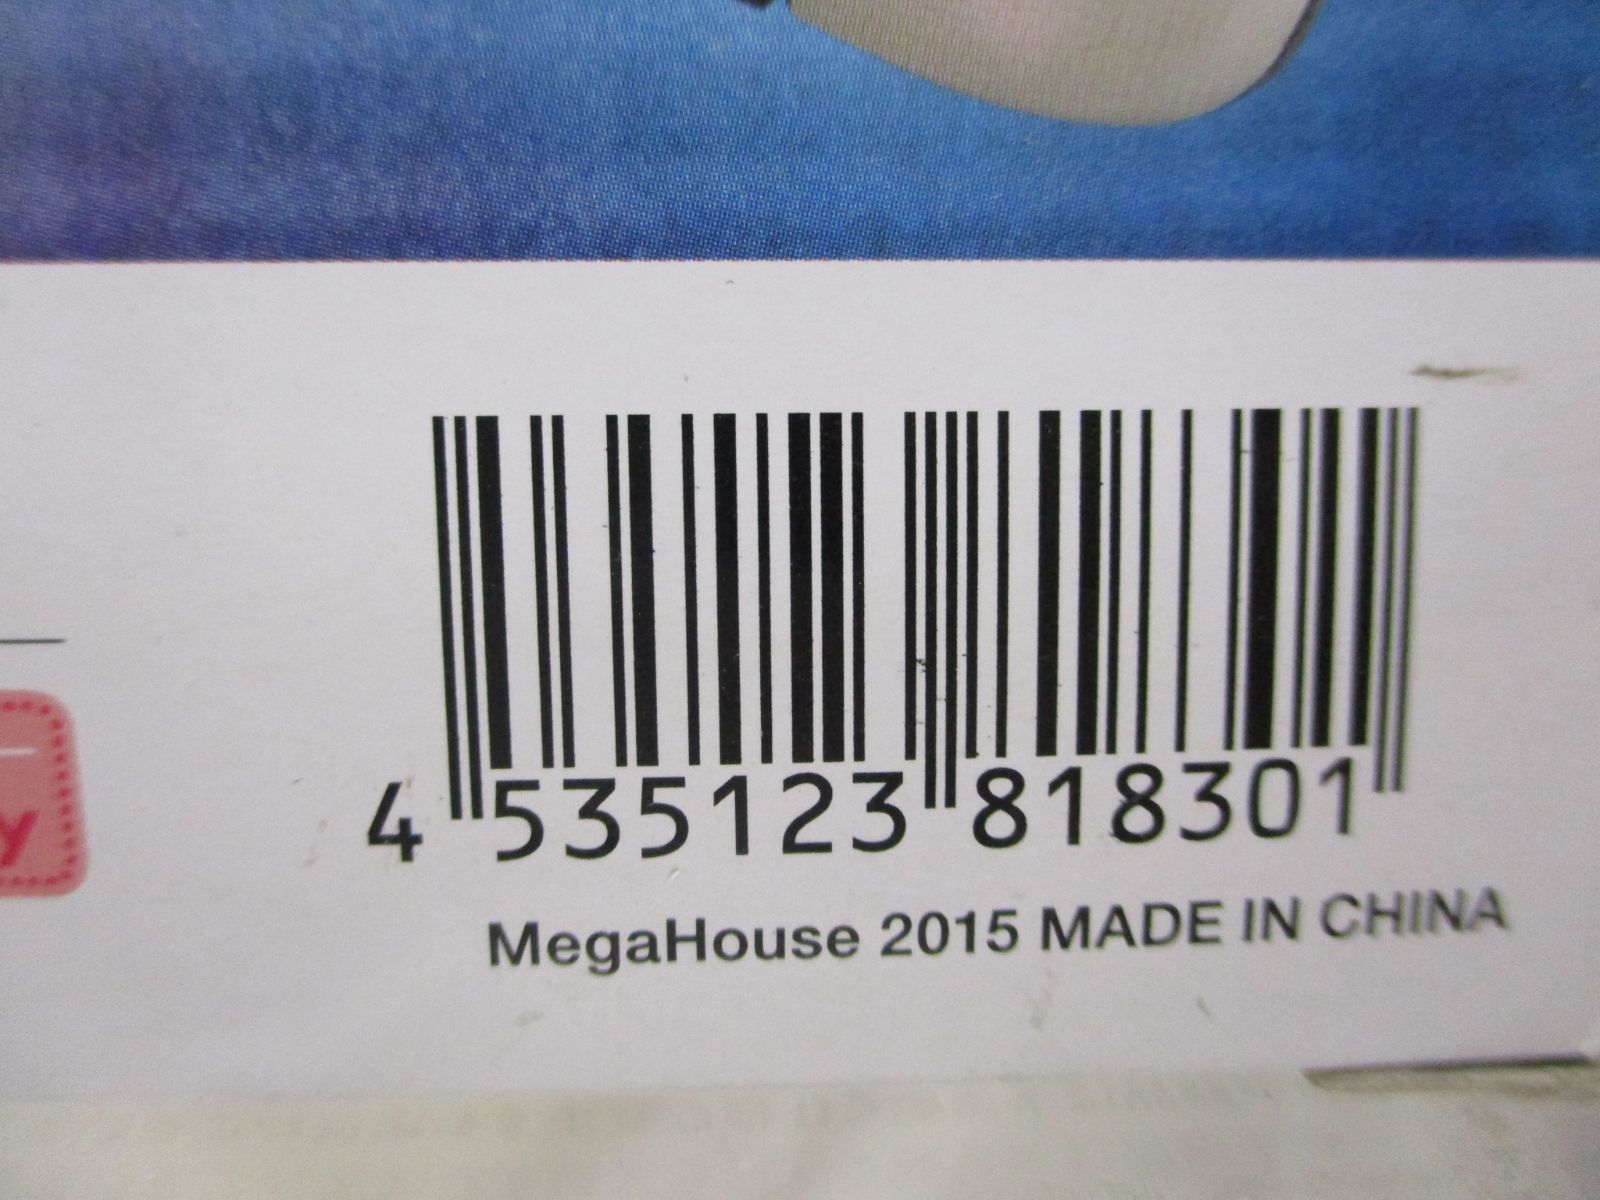 y
4 535123 818301
MegaHouse 2015 MADE IN CHINA